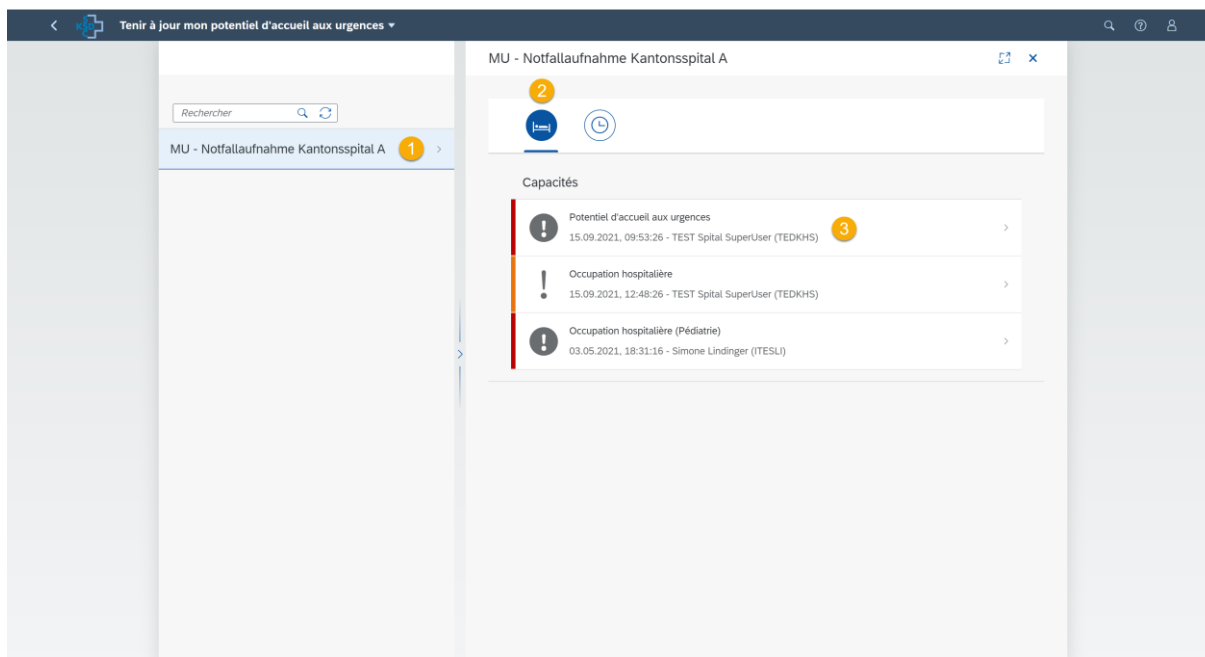 Tenir à jour mon potentiel d'accueil aux urgences
MU - Notfallaufnahme Kantonsspital A
2
Rechercher
MU - Notfallaufnahme Kantonsspital A 1
Capacités
Potentiel d'accueil aux urgences
15.09.2021, 09:53:26 - TEST Spital SuperUser (TEDKHS) 3
Occupation hospitalière
15.09.2021, 12:48:26 - TEST Spital SuperUser (TEDKHS)
Occupation hospitalière (Pédiatrie)
03.05.2021, 18:31:16 - Simone Lindinger (ITESLI)